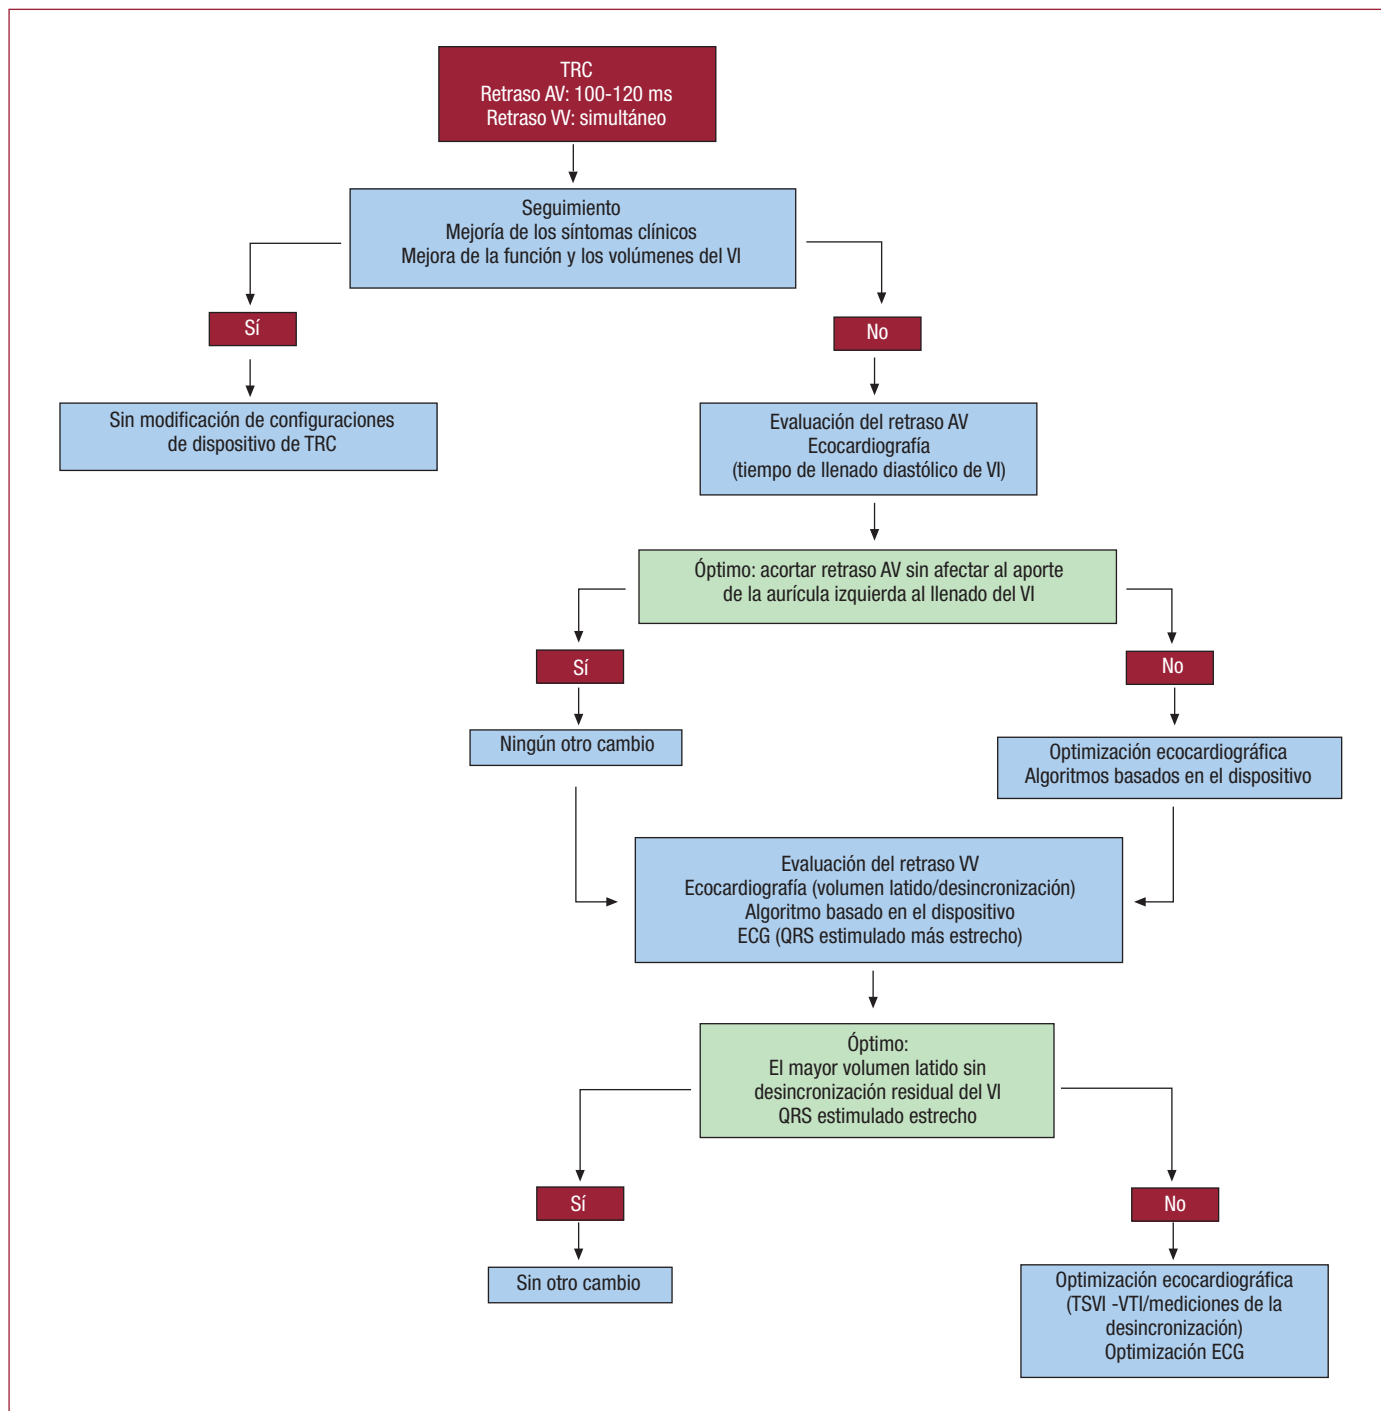 TRC
Retraso AV: 100-120 ms
Retraso VV: simultáneo
Seguimiento
Mejoría de los síntomas clínicos
Mejora de la función y los volúmenes del VI
Sí
No
Sin modificación de configuraciones
de dispositivo de TRC
Evaluación del retraso AV
Ecocardiografía
(tiempo de llenado diastólico de VI)
Óptimo: acortar retraso AV sin afectar al aporte
de la aurícula izquierda al llenado del VI
Sí
No
Ningún otro cambio
Optimización ecocardiográfica
Algoritmos basados en el dispositivo
Evaluación del retraso VV
Ecocardiografía (volumen latido/desincronización)
Algoritmo basado en el dispositivo
ECG (QRS estimulado más estrecho)
Óptimo:
El mayor volumen latido sin
desincronización residual del VI
QRS estimulado estrecho
Sí
No
Sin otro cambio
Optimización ecocardiográfica
(TSVI -VTI/mediciones de la
desincronización)
Optimización ECG